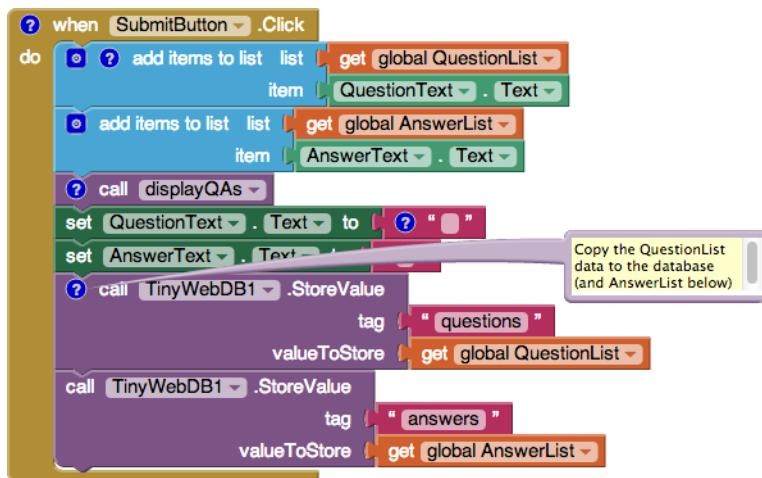 ? when SubmitButton .Click
do ? add items to list list get global QuestionList
item QuestionText . Text
add items to list list get global AnswerList
item AnswerText . Text
? call displayQAs
set QuestionText . Text to ? " "
set AnswerText . Text
Copy the QuestionList
data to the database
(and AnswerList below)
? call TinyWebDB1 .StoreValue
tag " questions "
valueToStore get global QuestionList
call TinyWebDB1 .StoreValue
tag " answers "
valueToStore get global AnswerList